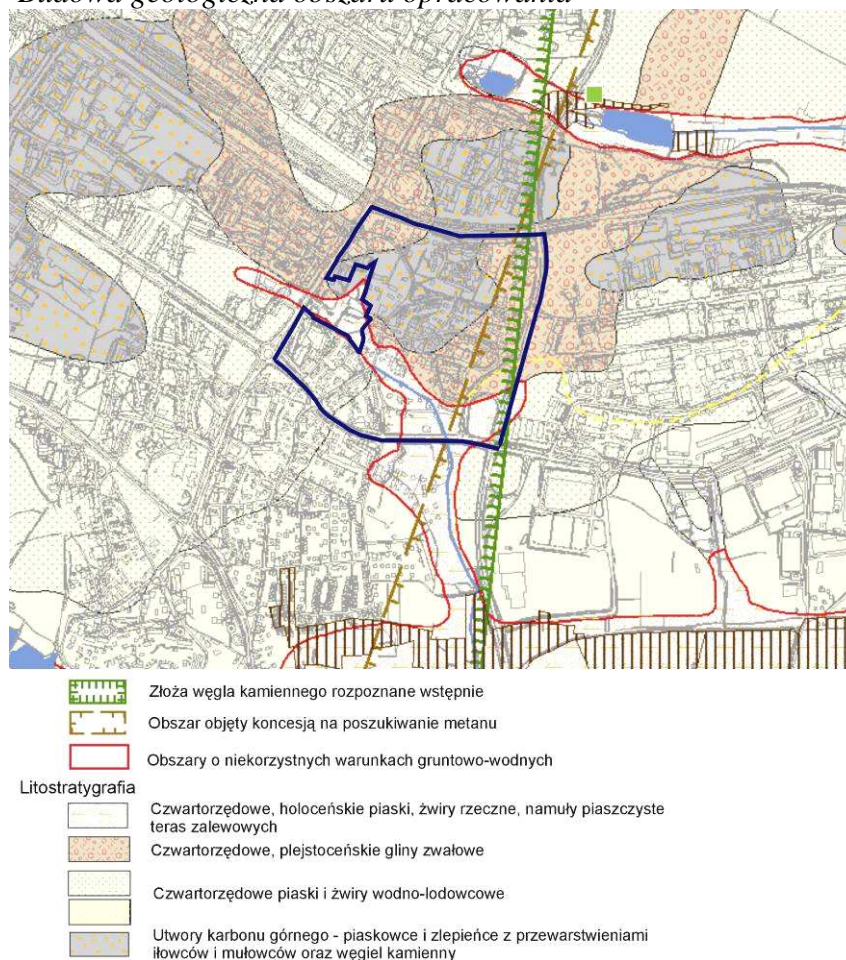 Budowa geologiczna obszaru opracowania
Złoża węgla kamiennego rozpoznane wstępnie
Obszar objęty koncesją na poszukiwanie metanu
Obszary o niekorzystnych warunkach gruntowo-wodnych
Litostratygrafia
Czwartorzędowe, holoceńskie piaski, żwiry rzeczne, namuły piaszczyste
teras zalewowych
Czwartorzędowe, plejstoceńskie gliny zwałowe
Czwartorzędowe piaski i żwiry wodno-lodowcowe
Utwory karbonu górnego - piaskowce i zlepieńce z przewarstwieniami
iłowców i mułowców oraz węgiel kamienny